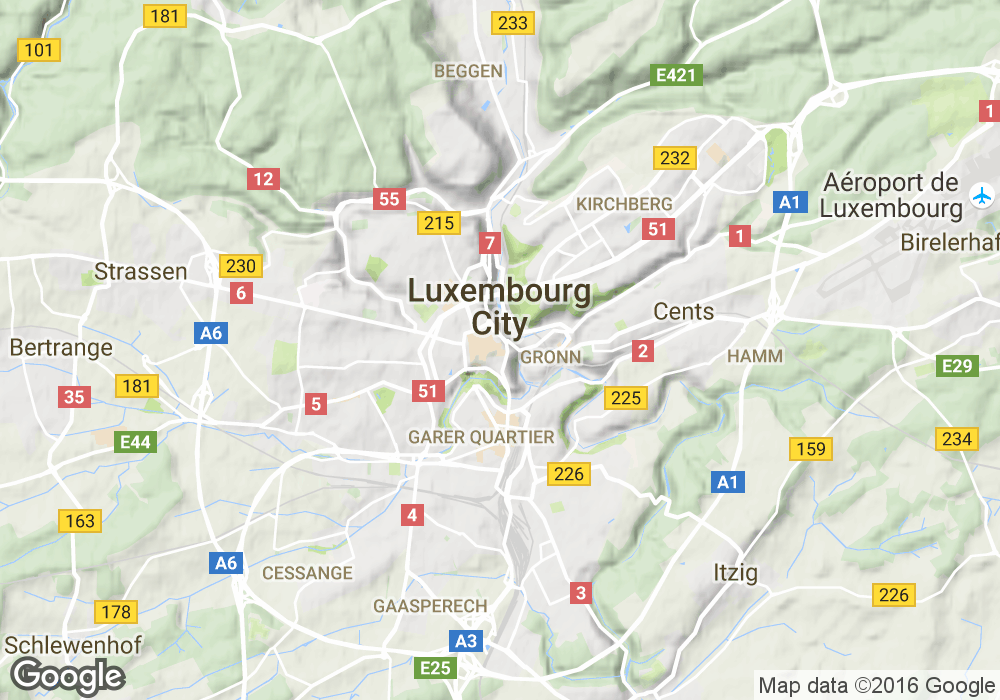 181
233
101
BEGGEN
E421
1
232
12
Aéroport de
Luxembourg
55
A1
KIRCHBERG
215
51
1
7
Birelerhaf
Strassen
230
6
Luxembourg
City
Cents
A6
Bertrange
2
GRONN
HAMM
E29
181
51
35
5
225
GARER QUARTIER
E44
234
159
226
A1
4
163
A6
CESSANGE
Itzig
3
226
GAASPERECH
178
Schlewenhof
A3
E25
Google
Map data ©2016 Google